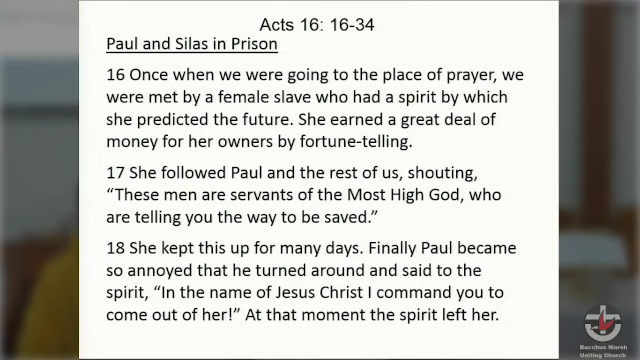 Acts 16: 16-34
Paul and Silas in Prison
16 Once when we were going to the place of prayer, we
were met by a female slave who had a spirit by which
she predicted the future. She earned a great deal of
money for her owners by fortune-telling.
17 She followed Paul and the rest of us, shouting,
“These men are servants of the Most High God, who
are telling you the way to be saved.”
18 She kept this up for many days. Finally Paul became
so annoyed that he turned around and said to the
spirit, “In the name of Jesus Christ I command you to
come out of her!” At that moment the spirit left her.
Bacchus Marsh
Uniting Church